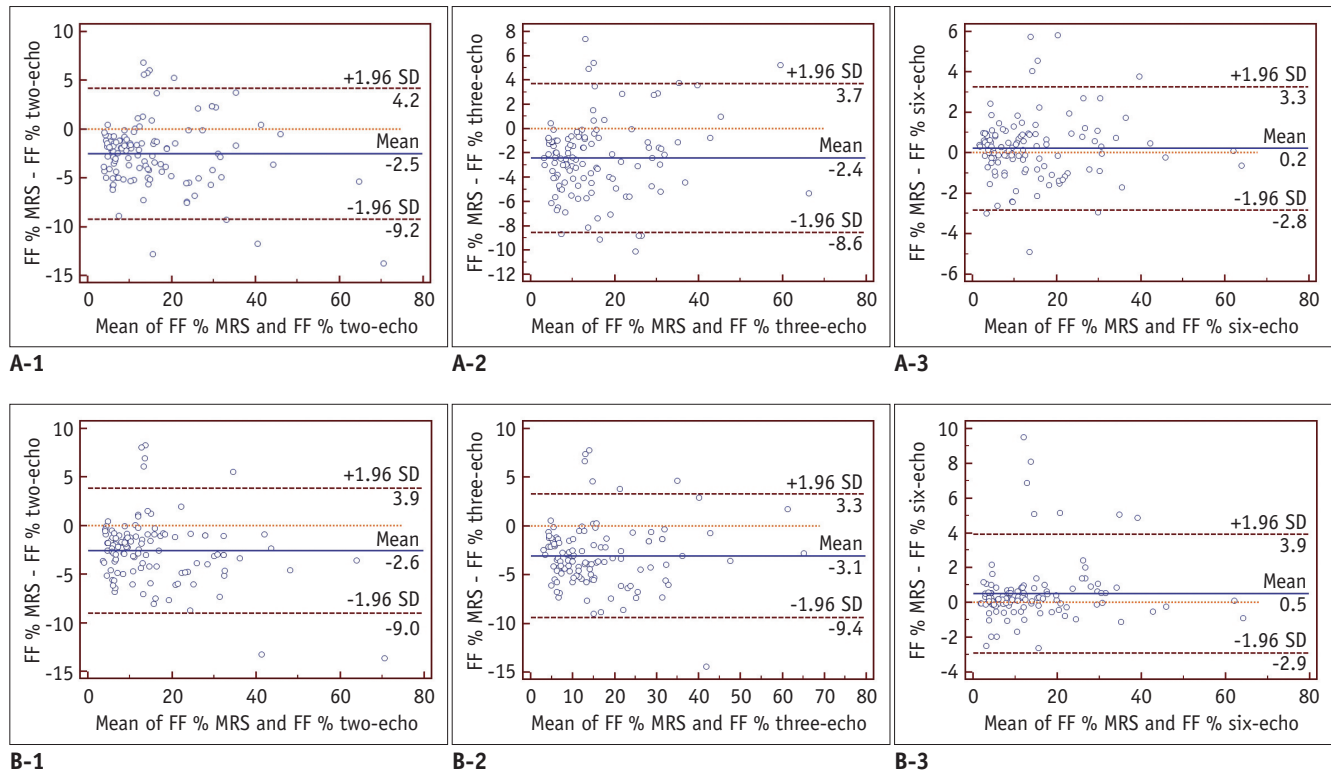 10
5
0
-5
-10
-15
FF % MRS - FF % two-echo
+1.96 SD
4.2
Mean
-2.5
-1.96 SD
-9.2
0 20 40 60 80
Mean of FF % MRS and FF % two-echo
A-1
8
6
4
2
0
-2
-4
-6
-8
-10
-12
FF % MRS - FF % three-echo
+1.96 SD
3.7
Mean
-2.4
-1.96 SD
-8.6
0 10 20 30 40 50 60 70 80
Mean of FF % MRS and FF % three-echo
A-2
6
4
2
0
-2
-4
6
FF % MRS - FF % six-echo
+1.96 SD
3.3
Mean
0.2
-1.96 SD
-2.8
0 20 40 60 80
Mean of FF % MRS and FF % six-echo
A-3
10
5
0
-5
-10
-15
FF % MRS - FF % two-echo
+1.96 SD
3.9
Mean
-2.6
-1.96 SD
-9.0
0 20 40 60 80
Mean of FF % MRS and FF % two-echo
B-1
10
5
0
-5
-10
-15
FF % MRS - FF % three-echo
+1.96 SD
3.3
Mean
-3.1
-1.96 SD
-9.4
0 10 20 30 40 50 60 70 80
Mean of FF % MRS and FF % three-echo
B-2
10
8
6
4
2
0
-2
-4
FF % MRS - FF % six-echo
+1.96 SD
3.9
Mean
0.5
-1.96 SD
-2.9
0 20 40 60 80
Mean of FF % MRS and FF % six-echo
B-3